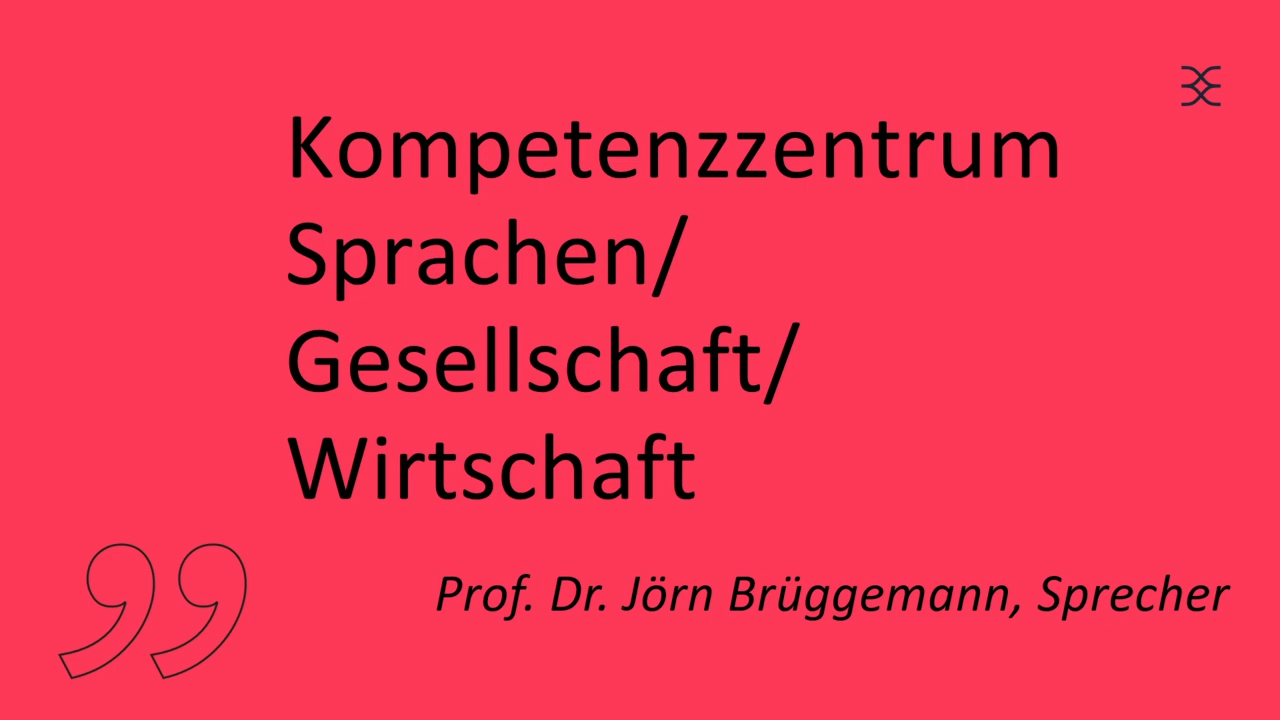 Kompetenzzentrum
Sprachen/
Gesellschaft/
Wirtschaft
Prof. Dr. Jörn Brüggemann, Sprecher